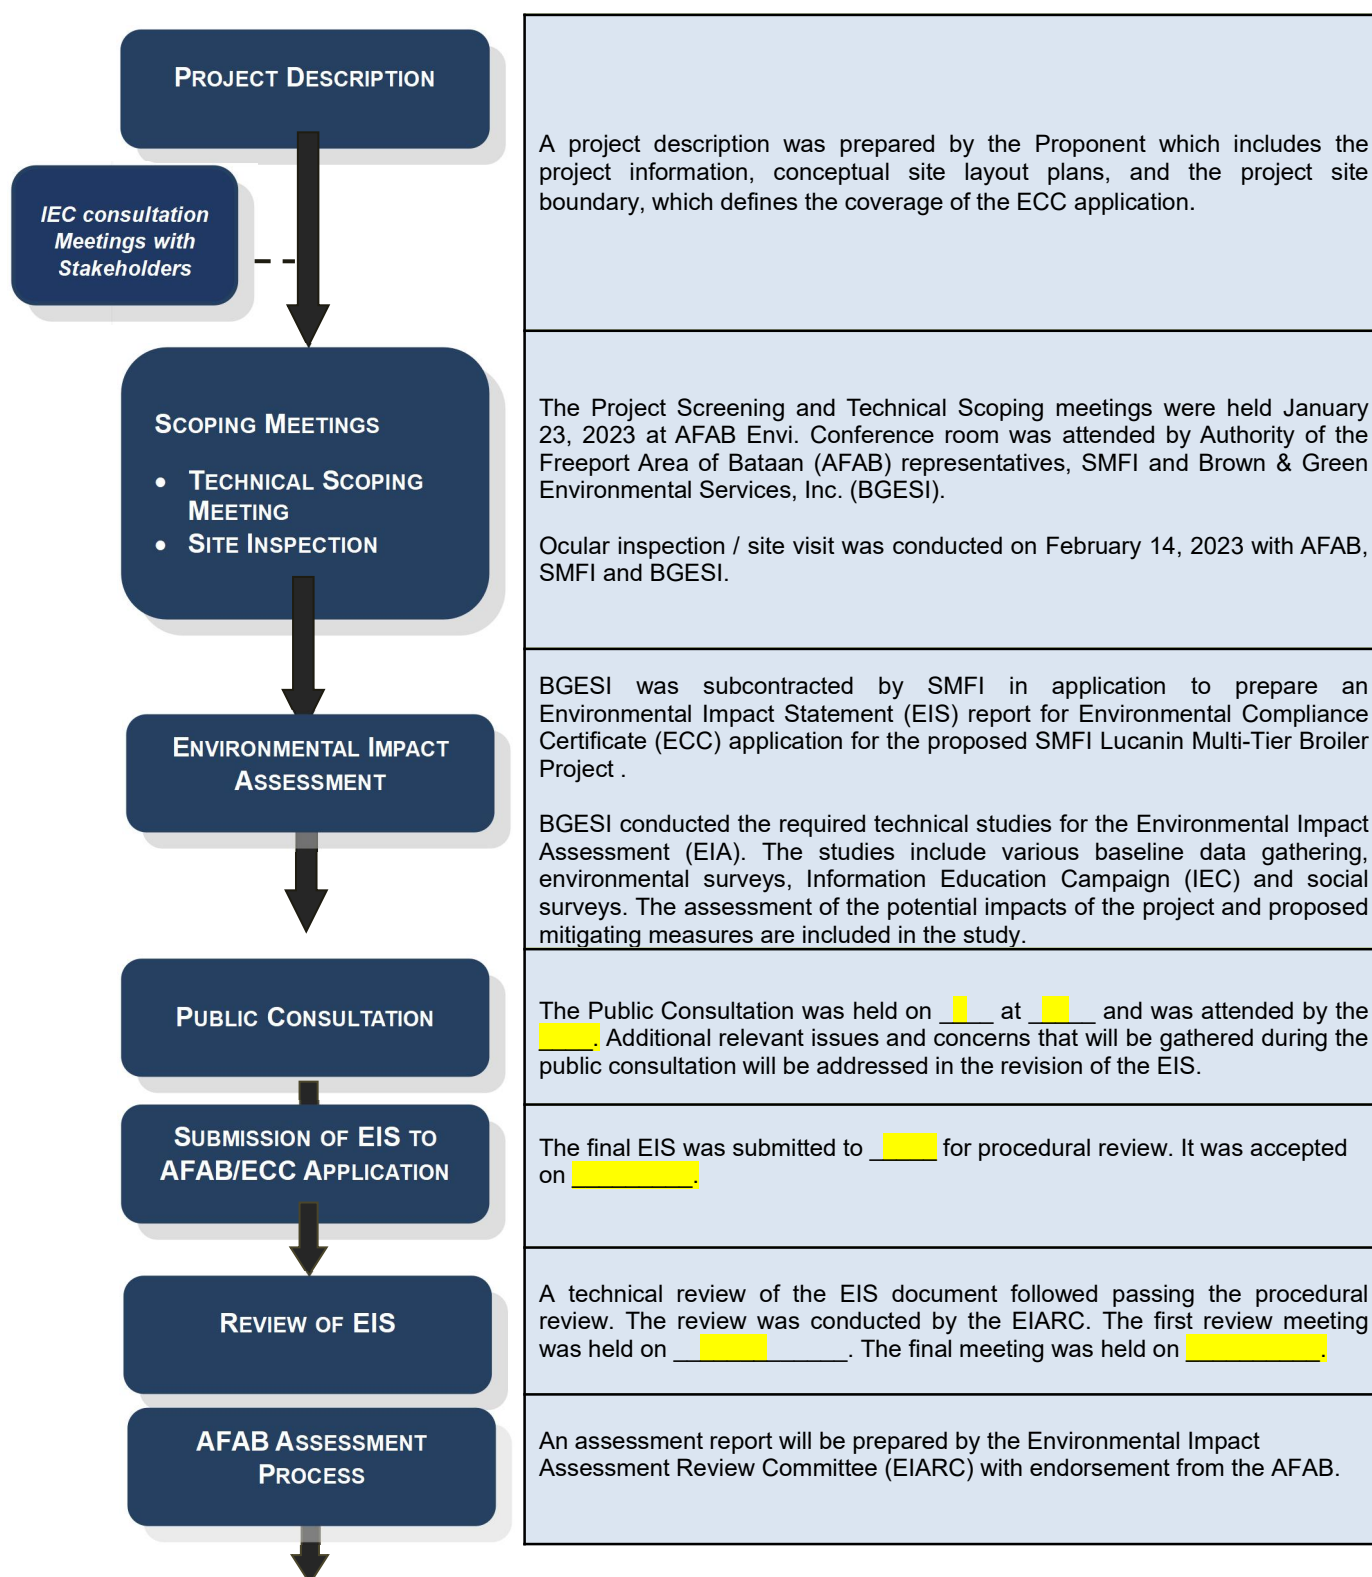 PROJECT DESCRIPTION
A project description was prepared by the Proponent which includes the
project information, conceptual site layout plans, and the project site
boundary, which defines the coverage of the ECC application.
IEC consultation
Meetings with
Stakeholders
SCOPING MEETINGS
• TECHNICAL SCOPING
MEETING
• SITE INSPECTION
The Project Screening and Technical Scoping meetings were held January
23, 2023 at AFAB Envi. Conference room was attended by Authority of the
Freeport Area of Bataan (AFAB) representatives, SMFI and Brown & Green
Environmental Services, Inc. (BGESI).
Ocular inspection / site visit was conducted on February 14, 2023 with AFAB,
SMFI and BGESI.
ENVIRONMENTAL IMPACT
ASSESSMENT
BGESI was subcontracted by SMFI in application to prepare an
Environmental Impact Statement (EIS) report for Environmental Compliance
Certificate (ECC) application for the proposed SMFI Lucanin Multi-Tier Broiler
Project .
BGESI conducted the required technical studies for the Environmental Impact
Assessment (EIA). The studies include various baseline data gathering,
environmental surveys, Information Education Campaign (IEC) and social
surveys. The assessment of the potential impacts of the project and proposed
mitigating measures are included in the study.
PUBLIC CONSULTATION
The Public Consultation was held on ____ at _____ and was attended by the
____. Additional relevant issues and concerns that will be gathered during the
public consultation will be addressed in the revision of the EIS.
SUBMISSION OF EIS TO
AFAB/ECC APPLICATION
The final EIS was submitted to _____ for procedural review. It was accepted
on _________.
REVIEW OF EIS
A technical review of the EIS document followed passing the procedural
review. The review was conducted by the EIARC. The first review meeting
was held on _____________. The final meeting was held on __________.
AFAB ASSESSMENT
PROCESS
An assessment report will be prepared by the Environmental Impact
Assessment Review Committee (EIARC) with endorsement from the AFAB.